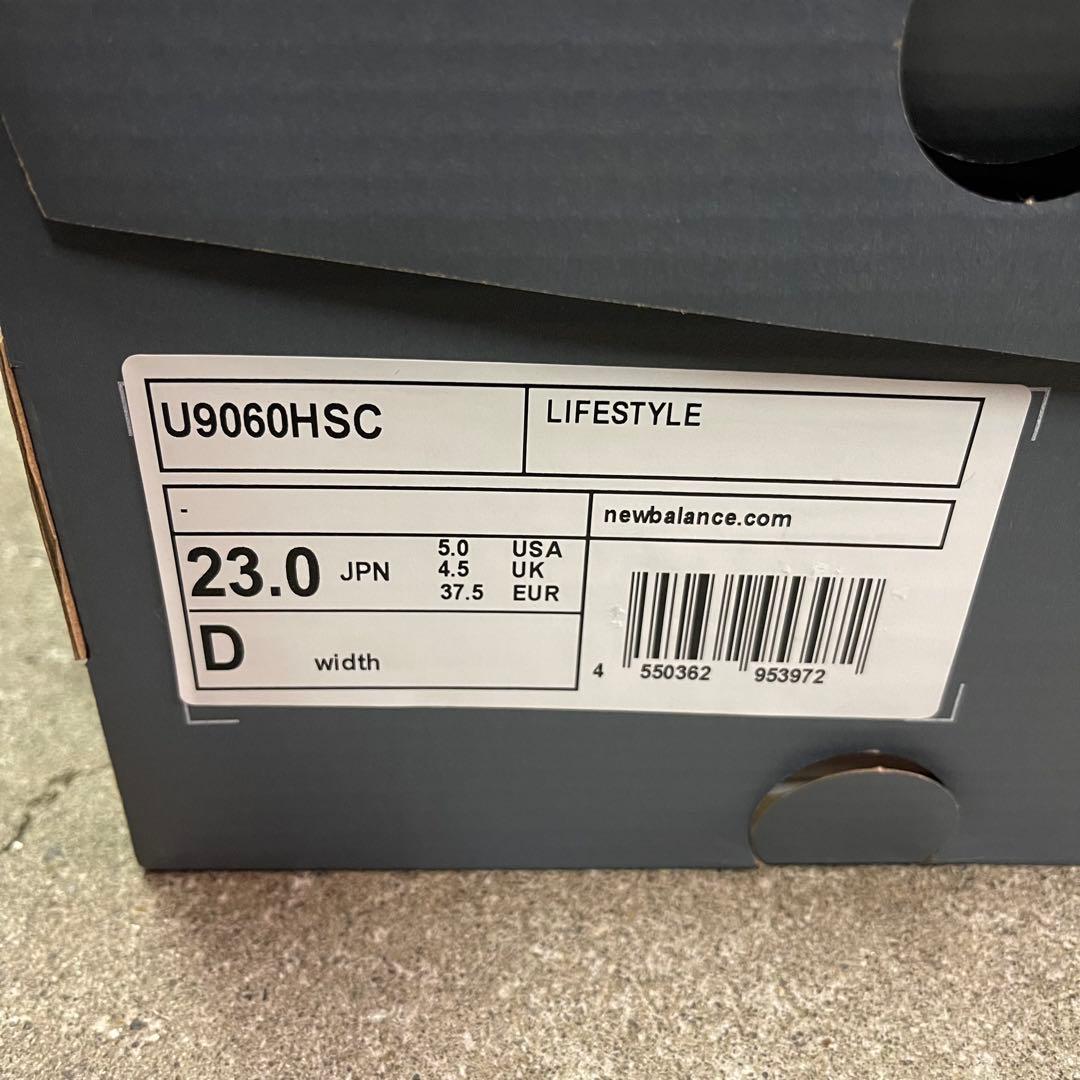 U9060HSC
LIFESTYLE
-
newbalance.com
23.0 JPN
5.0 USA
4.5 UK
37.5 EUR
D width
4 550362 953972